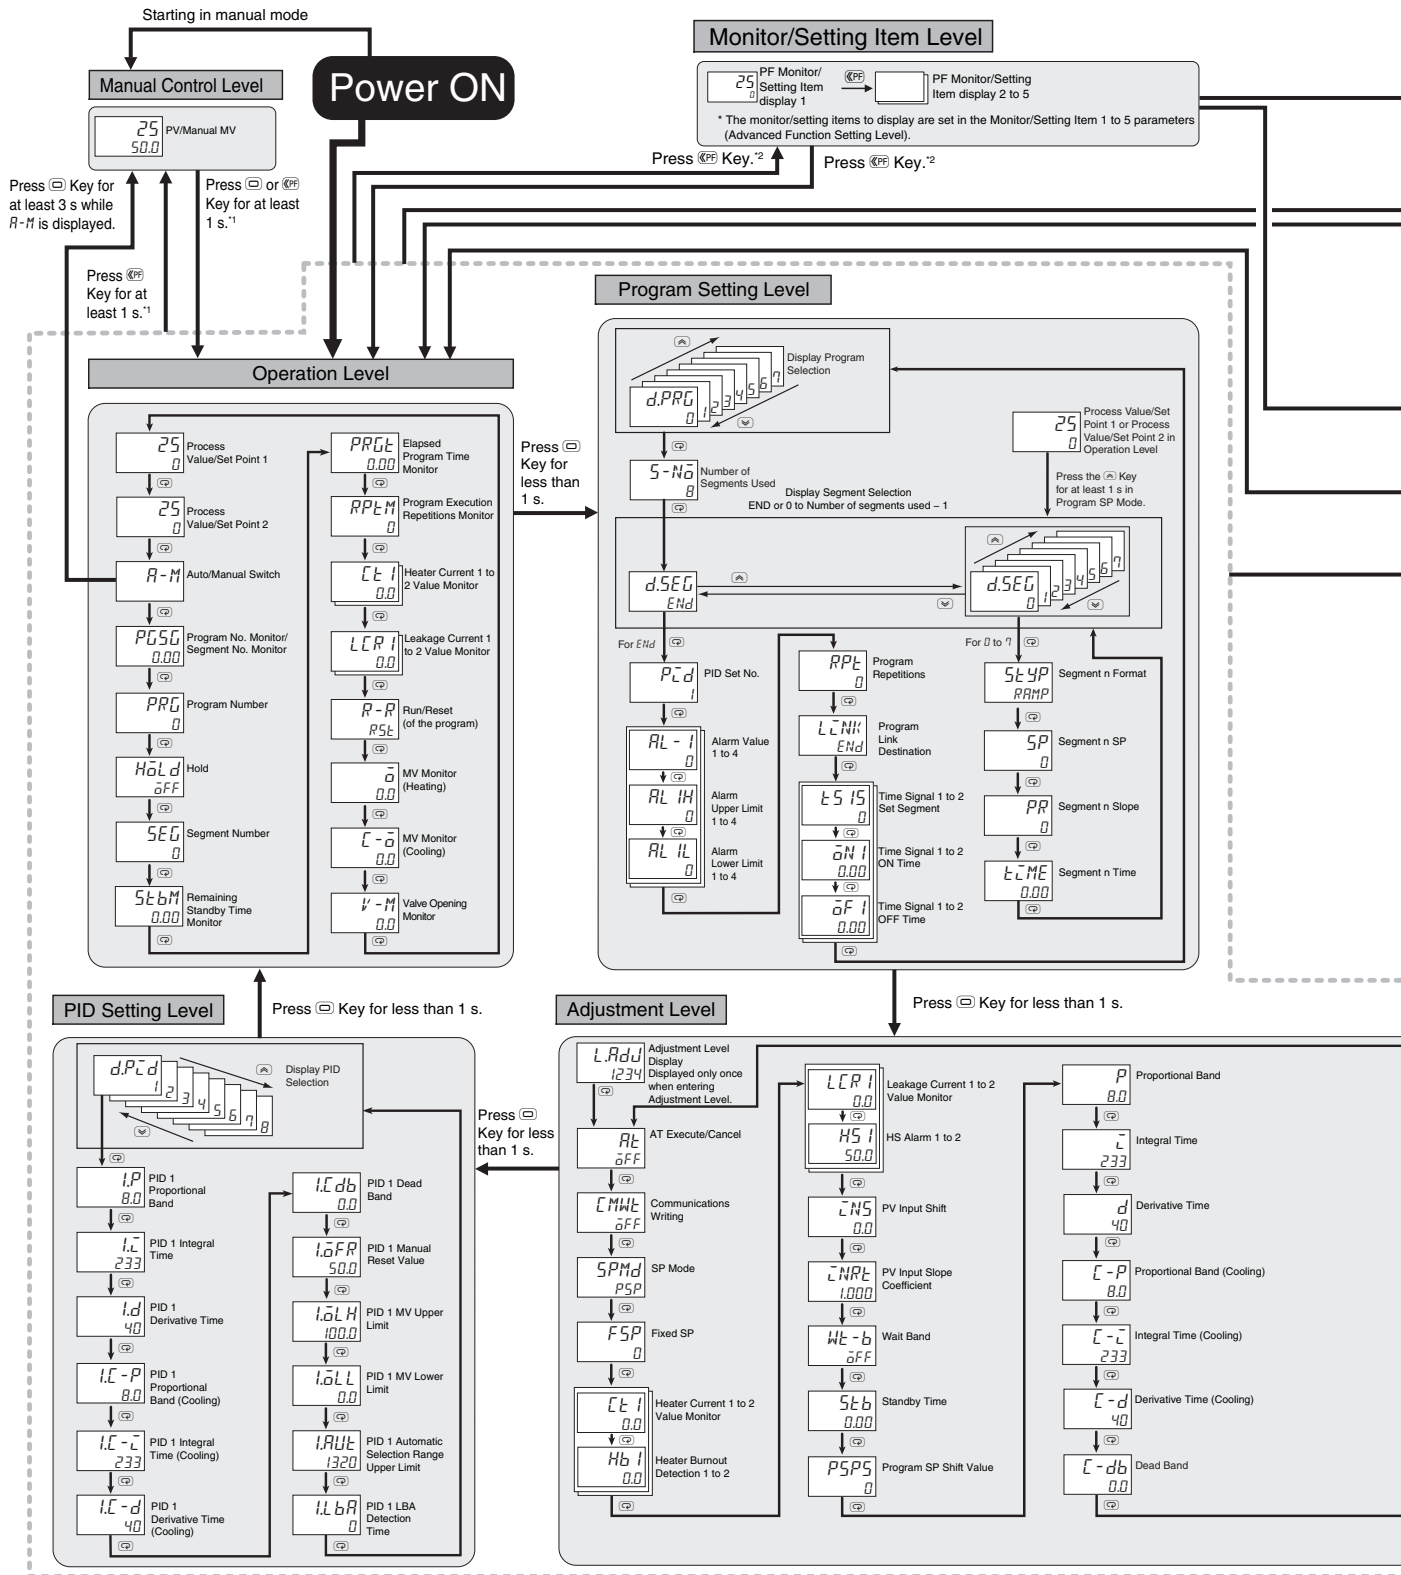 Starting in manual mode
Manual Control Level
Power ON
25
50.0
PV/Manual MV
Press Key for
at least 3 s while
A-M is displayed.
Press or PF
Key for at least
1 s.*1
Press PF
Key for at
least 1 s.*1
Monitor/Setting Item Level
25
0
PF Monitor/
Setting Item
display 1
PF
PF Monitor/Setting
Item display 2 to 5
* The monitor/setting items to display are set in the Monitor/Setting Item 1 to 5 parameters
(Advanced Function Setting Level).
Press PF Key.*2
Press PF Key.*2
Operation Level
25
0
Process
Value/Set Point 1
25
0
Process
Value/Set Point 2
A-M
Auto/Manual Switch
PGSG
0.00
Program No. Monitor/
Segment No. Monitor
PRG
0
Program Number
HOLd
OFF
Hold
SEG
0
Segment Number
StbM
0.00
Remaining
Standby Time
Monitor
PRGt
0.00
Elapsed
Program Time
Monitor
RPtM
0
Program Execution
Repetitions Monitor
Ct1
0.0
Heater Current 1 to
2 Value Monitor
LCR1
0.0
Leakage Current 1
to 2 Value Monitor
R-R
RSt
Run/Reset
(of the program)
O
0.0
MV Monitor
(Heating)
C-O
0.0
MV Monitor
(Cooling)
V-M
0.0
Valve Opening
Monitor
Press
Key for
less than
1 s.
Program Setting Level
d.PRG
0 1 2 3 4 5 6 7
Display Program
Selection
S-NO
8
Number of
Segments Used
Display Segment Selection
END or 0 to Number of segments used – 1
25
0
Process Value/Set
Point 1 or Process
Value/Set Point 2 in
Operation Level
Press the Key
for at least 1 s in
Program SP Mode.
d.SEG
ENd
d.SEG
0 1 2 3 4 5 6 7
For ENd
For 0 to 7
Pid
1
PID Set No.
AL-1
0
Alarm Value
1 to 4
AL1H
0
Alarm
Upper Limit
1 to 4
AL1L
0
Alarm
Lower Limit
1 to 4
RPt
0
Program
Repetitions
LiNK
ENd
Program
Link
Destination
tS1S
0
Time Signal 1 to 2
Set Segment
ON1
0.00
Time Signal 1 to 2
ON Time
OF1
0.00
Time Signal 1 to 2
OFF Time
StYP
RAMP
Segment n Format
SP
0
Segment n SP
PR
0
Segment n Slope
tiME
0.00
Segment n Time
PID Setting Level
Press Key for less than 1 s.
d.Pid
1 2 3 4 5 6 7 8
Display PID
Selection
1.P
8.0
PID 1
Proportional
Band
1.i
233
PID 1 Integral
Time
1.d
40
PID 1
Derivative Time
1.C-P
8.0
PID 1
Proportional
Band (Cooling)
1.C-i
233
PID 1 Integral
Time (Cooling)
1.C-d
40
PID 1
Derivative Time
(Cooling)
1.Cdb
0.0
PID 1 Dead
Band
1.OFR
50.0
PID 1 Manual
Reset Value
1.OLH
100.0
PID 1 MV Upper
Limit
1.OLL
0.0
PID 1 MV Lower
Limit
1.AUt
1320
PID 1 Automatic
Selection Range
Upper Limit
1.LbA
0
PID 1 LBA
Detection
Time
Press
Key for less
than 1 s.
Adjustment Level
Press Key for less than 1 s.
L.AdJ
1234
Adjustment Level
Display
Displayed only once
when entering
Adjustment Level.
At
OFF
AT Execute/Cancel
CMWt
OFF
Communications
Writing
SPMd
PSP
SP Mode
FSP
0
Fixed SP
Ct1
0.0
Heater Current 1 to 2
Value Monitor
Hb1
0.0
Heater Burnout
Detection 1 to 2
LCR1
0.0
Leakage Current 1 to 2
Value Monitor
HS1
50.0
HS Alarm 1 to 2
iNS
0.0
PV Input Shift
iNRt
1.000
PV Input Slope
Coefficient
Wt-b
OFF
Wait Band
Stb
0.00
Standby Time
PSPS
0
Program SP Shift Value
P
8.0
Proportional Band
i
233
Integral Time
d
40
Derivative Time
C-P
8.0
Proportional Band (Cooling)
C-i
233
Integral Time (Cooling)
C-d
40
Derivative Time (Cooling)
C-db
0.0
Dead Band